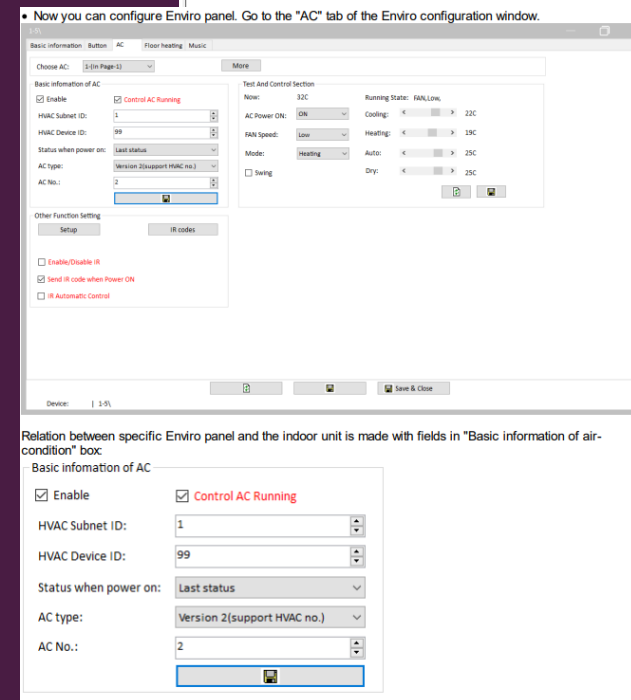 • Now you can configure Enviro panel. Go to the "AC" tab of the Enviro configuration window.
1-5\
Basic information Button AC Floor heating Music
Choose AC: 1-(In Page-1) More
Basic infomation of AC
Enable Control AC Running
HVAC Subnet ID: 1
HVAC Device ID: 99
Status when power on: Last status
AC type: Version 2(support HVAC no.)
AC No.: 2
Test And Control Section
Now: 32C Running State: FAN,Low,
AC Power ON: ON Cooling: < > 22C
FAN Speed: Low Heating: < > 19C
Mode: Heating Auto: < > 25C
Swing Dry: < > 25C
Other Function Setting
Setup IR codes
Enable/Disable IR
Send IR code when Power ON
IR Automatic Control
Save & Close
Device: | 1-5\
Relation between specific Enviro panel and the indoor unit is made with fields in "Basic information of air-
condition" box:
Basic infomation of AC
Enable Control AC Running
HVAC Subnet ID: 1
HVAC Device ID: 99
Status when power on: Last status
AC type: Version 2(support HVAC no.)
AC No.: 2